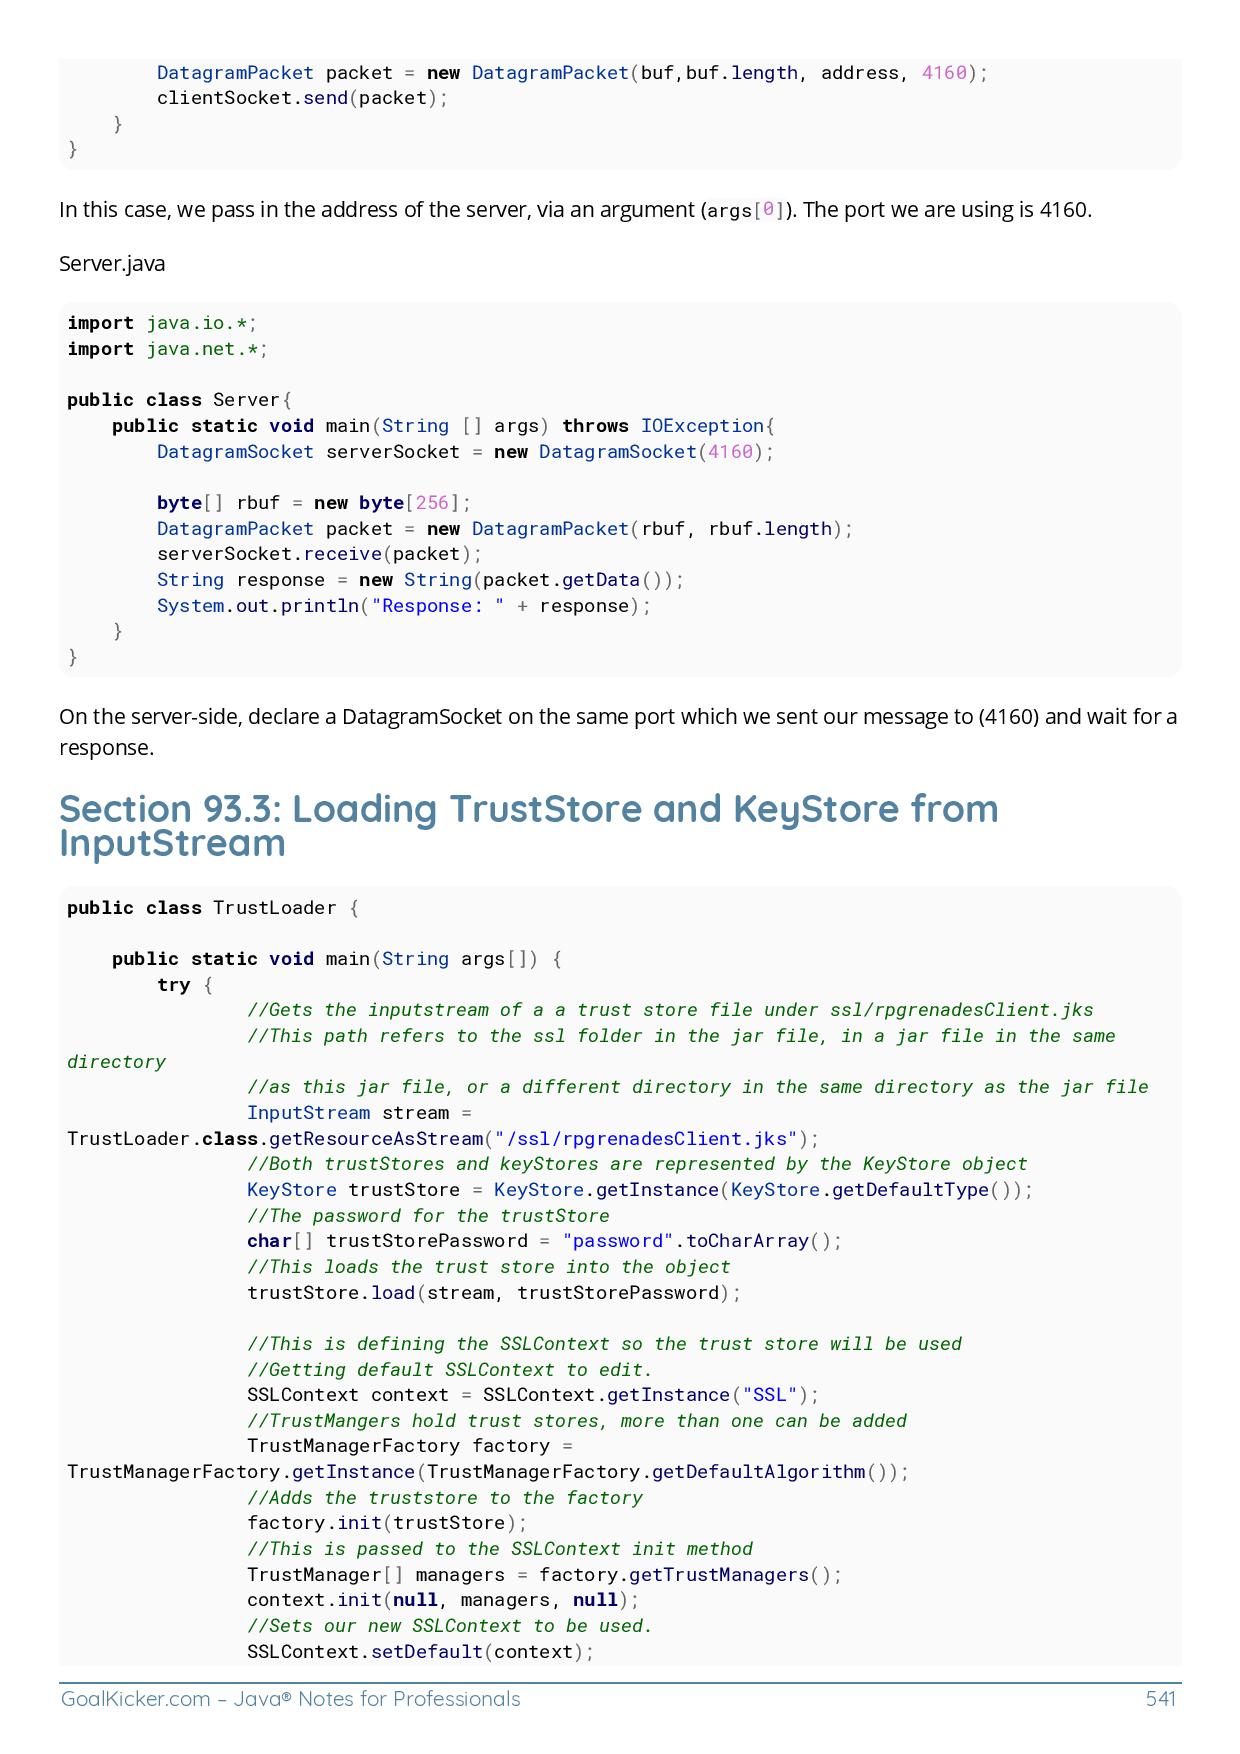 DatagramPacket packet = new DatagramPacket(buf,buf.length, address, 4160);
        clientSocket.send(packet);
    }
}
In this case, we pass in the address of the server, via an argument (args[0]). The port we are using is 4160.
Server.java
import java.io.*;
import java.net.*;

public class Server{
    public static void main(String [] args) throws IOException{
        DatagramSocket serverSocket = new DatagramSocket(4160);

        byte[] rbuf = new byte[256];
        DatagramPacket packet = new DatagramPacket(rbuf, rbuf.length);
        serverSocket.receive(packet);
        String response = new String(packet.getData());
        System.out.println("Response: " + response);
    }
}
On the server-side, declare a DatagramSocket on the same port which we sent our message to (4160) and wait for a
response.
Section 93.3: Loading TrustStore and KeyStore from
InputStream
public class TrustLoader {

    public static void main(String args[]) {
        try {
                //Gets the inputstream of a a trust store file under ssl/rpgrenadesClient.jks
                //This path refers to the ssl folder in the jar file, in a jar file in the same
directory
                //as this jar file, or a different directory in the same directory as the jar file
                InputStream stream =
TrustLoader.class.getResourceAsStream("/ssl/rpgrenadesClient.jks");
                //Both trustStores and keyStores are represented by the KeyStore object
                KeyStore trustStore = KeyStore.getInstance(KeyStore.getDefaultType());
                //The password for the trustStore
                char[] trustStorePassword = "password".toCharArray();
                //This loads the trust store into the object
                trustStore.load(stream, trustStorePassword);

                //This is defining the SSLContext so the trust store will be used
                //Getting default SSLContext to edit.
                SSLContext context = SSLContext.getInstance("SSL");
                //TrustMangers hold trust stores, more than one can be added
                TrustManagerFactory factory =
TrustManagerFactory.getInstance(TrustManagerFactory.getDefaultAlgorithm());
                //Adds the truststore to the factory
                factory.init(trustStore);
                //This is passed to the SSLContext init method
                TrustManager[] managers = factory.getTrustManagers();
                context.init(null, managers, null);
                //Sets our new SSLContext to be used.
                SSLContext.setDefault(context);
GoalKicker.com – Java® Notes for Professionals 541